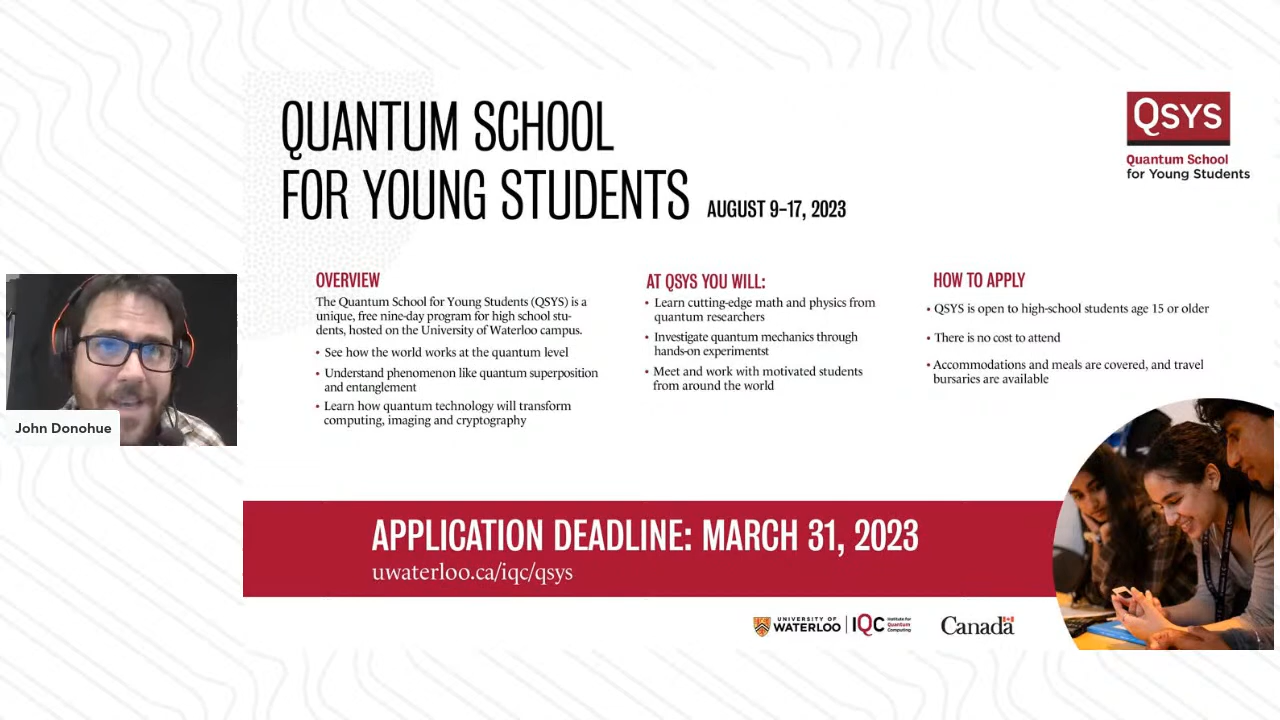 QUANTUM SCHOOL
FOR YOUNG STUDENTS AUGUST 9–17, 2023
QSYS
Quantum School
for Young Students
OVERVIEW
The Quantum School for Young Students (QSYS) is a
unique, free nine-day program for high school stu-
dents, hosted on the University of Waterloo campus.
• See how the world works at the quantum level
• Understand phenomenon like quantum superposition
and entanglement
• Learn how quantum technology will transform
computing, imaging and cryptography
AT QSYS YOU WILL:
• Learn cutting-edge math and physics from
quantum researchers
• Investigate quantum mechanics through
hands-on experimentst
• Meet and work with motivated students
from around the world
HOW TO APPLY
• QSYS is open to high-school students age 15 or older
• There is no cost to attend
• Accommodations and meals are covered, and travel
bursaries are available
John Donohue
APPLICATION DEADLINE: MARCH 31, 2023
uwaterloo.ca/iqc/qsys
UNIVERSITY OF
WATERLOO
IQC
Institute for
Quantum
Computing
Canada